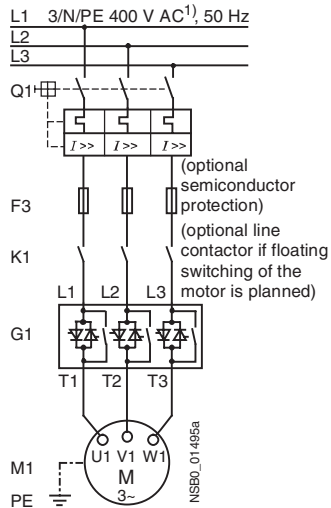 L1 3/N/PE 400 V AC1), 50 Hz
L2
L3
Q1
I>> I>> I>>
(optional
semiconductor
protection)
F3
(optional line
contactor if floating
switching of the
motor is planned)
K1
L1 L2 L3
G1
T1 T2 T3
U1 V1 W1
M
3~
M1
PE
NSB0_01495a